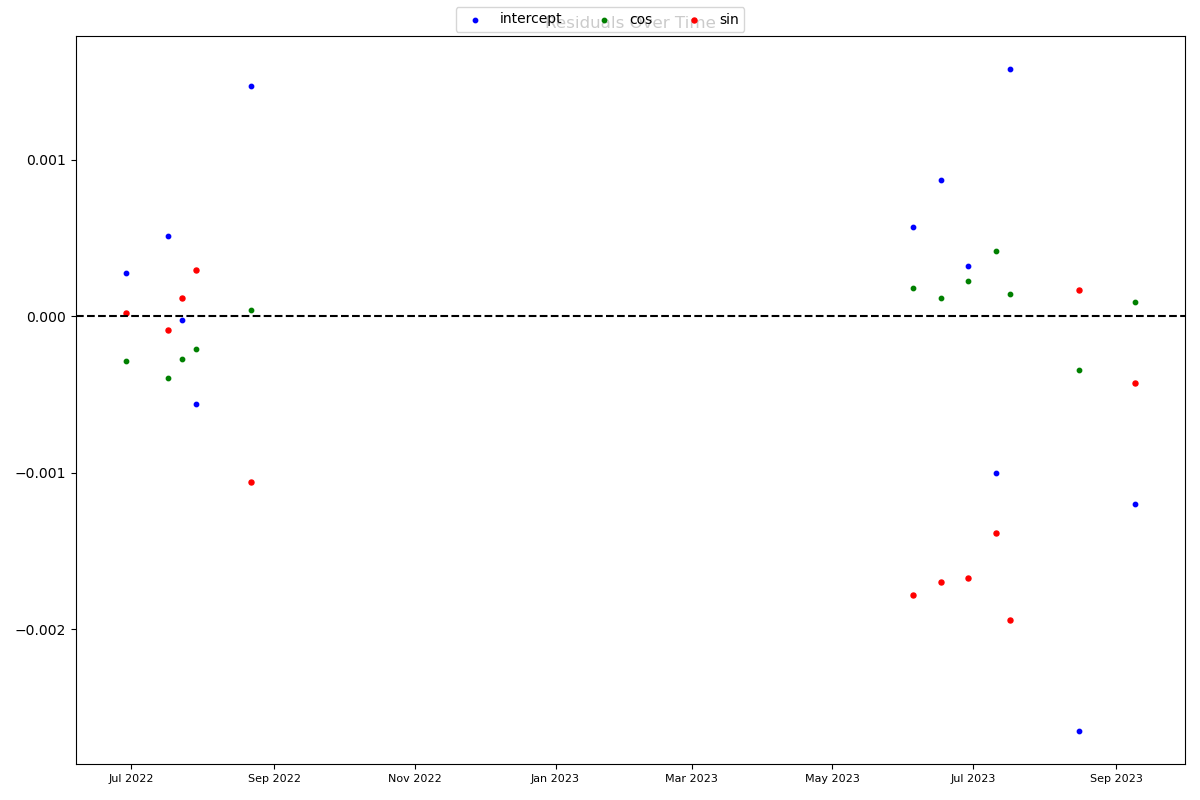 Residuals Over Time
intercept cos sin
0.001
0.000
−0.001
−0.002
Jul 2022 Sep 2022 Nov 2022 Jan 2023 Mar 2023 May 2023 Jul 2023 Sep 2023